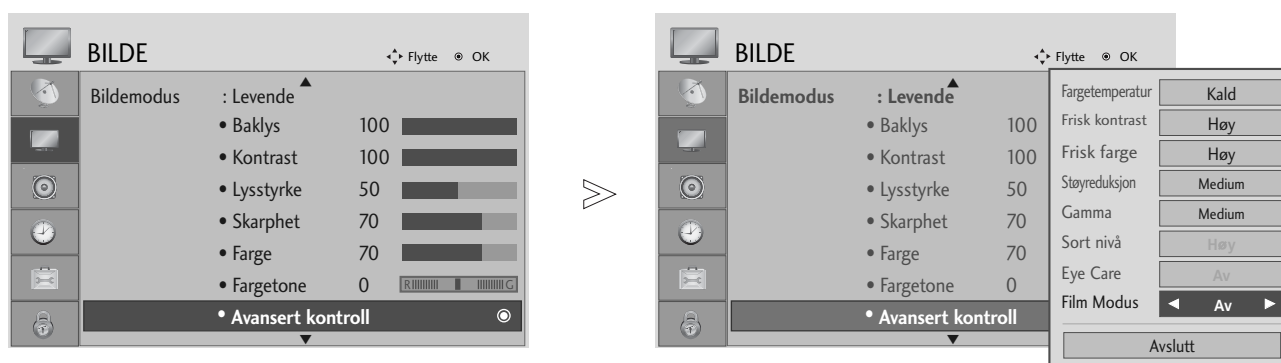 BILDE Flytte OK
Bildemodus : Levende
• Baklys 100
• Kontrast 100
• Lysstyrke 50
• Skarphet 70
• Farge 70
• Fargetone 0 R G
• Avansert kontroll
BILDE Flytte OK
Bildemodus : Levende
• Baklys 100
• Kontrast 100
• Lysstyrke 50
• Skarphet 70
• Farge 70
• Fargetone 0
• Avansert kontroll
Fargetemperatur Kald
Frisk kontrast Høy
Frisk farge Høy
Støyreduksjon Medium
Gamma Medium
Sort nivå Høy
Eye Care Av
Film Modus Av
Avslutt